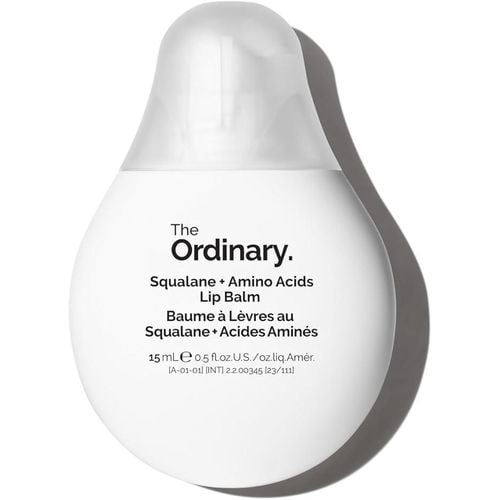 The
Ordinary.
Squalane + Amino Acids
Lip Balm
Baume à Lèvres au
Squalane + Acides Aminés
15 mL ℮ 0.5 fl.oz.U.S./oz.liq.Amér.
[A-01-01] [INT] 2.2 00345 [23/111]